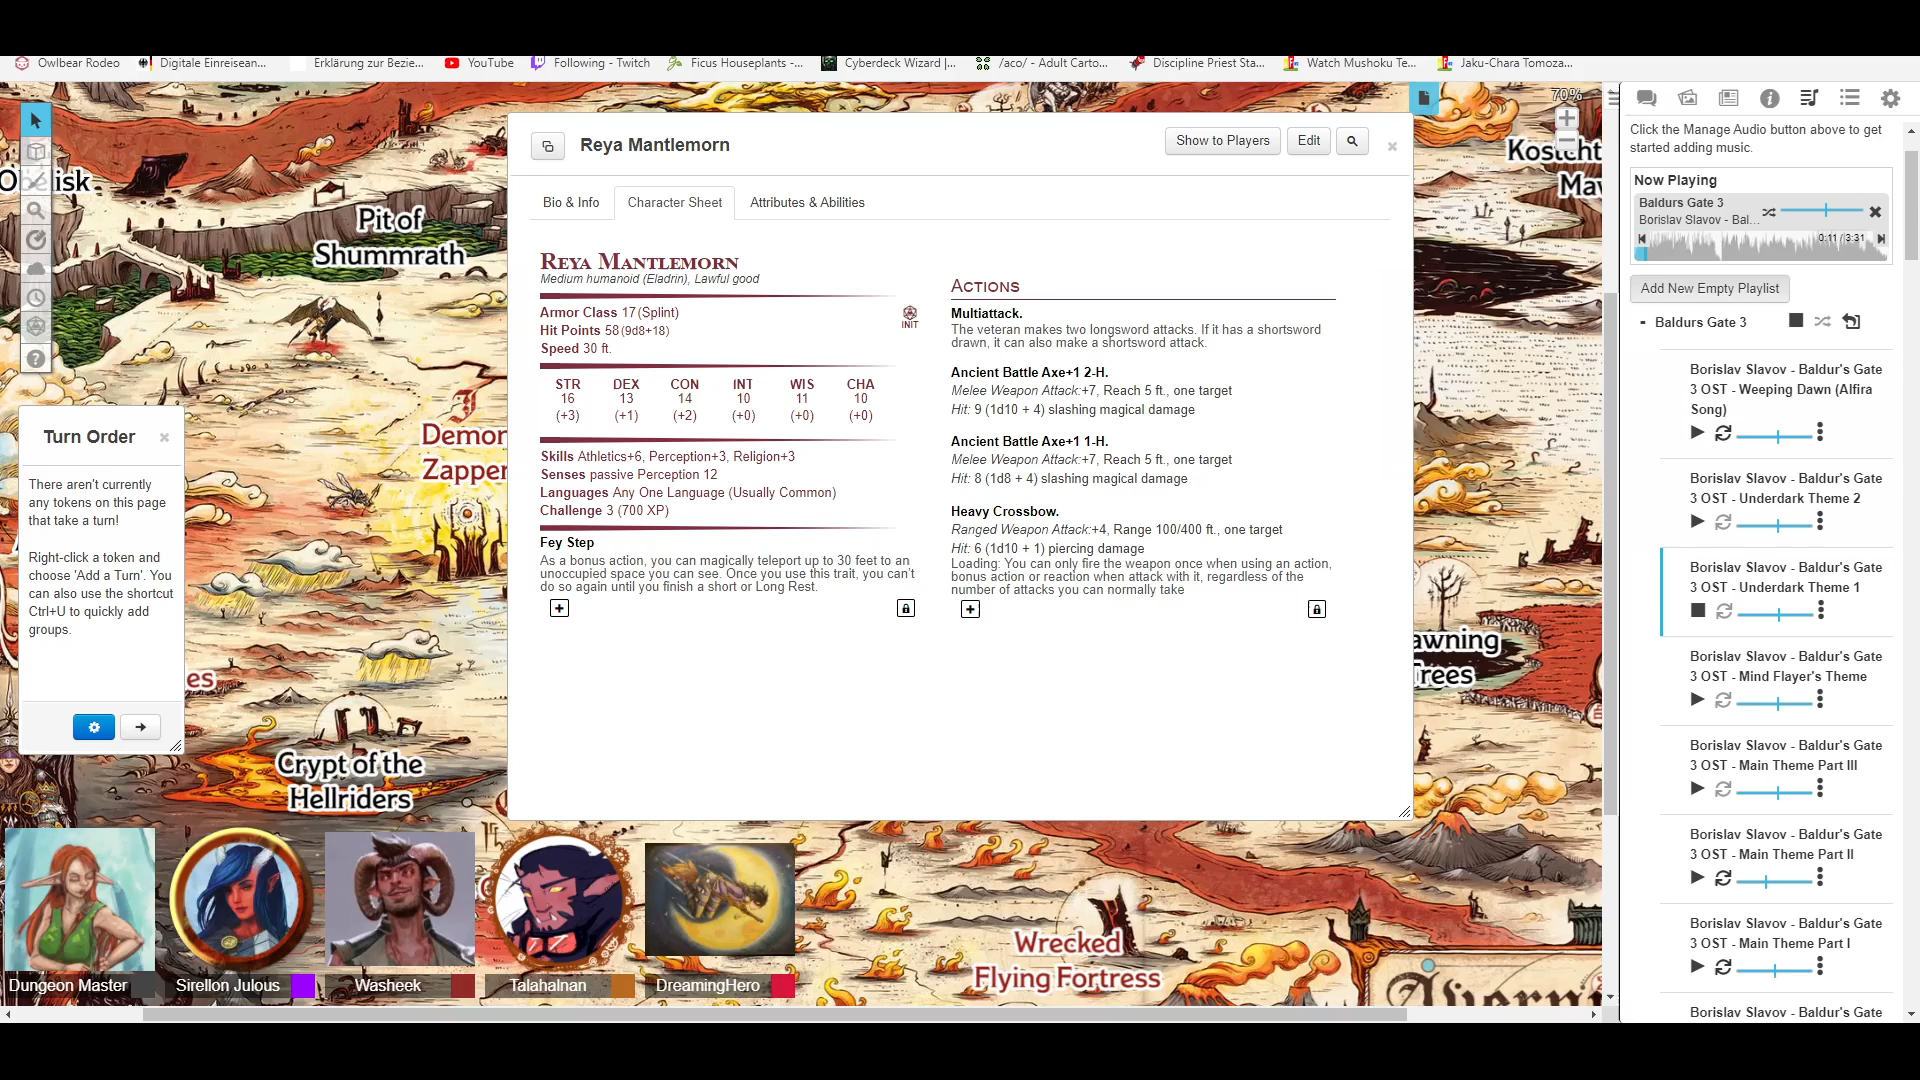 Owlbear Rodeo
Digitale Einreisean...
Erklärung zur Bezie...
YouTube
Following - Twitch
Ficus Houseplants -...
Cyberdeck Wizard |...
/aco/ - Adult Carto...
Discipline Priest Sta...
Watch Mushoku Te...
Jaku-Chara Tomoza...
Pit of
Shummrath
Crypt of the
Hellriders
Wrecked
Flying Fortress
70%
Turn Order
There aren't currently
any tokens on this page
that take a turn!
Right-click a token and
choose 'Add a Turn'. You
can also use the shortcut
Ctrl+U to quickly add
groups.
Reya Mantlemorn
Show to Players
Edit
Bio & Info
Character Sheet
Attributes & Abilities
Reya Mantlemorn
Medium humanoid (Eladrin), Lawful good
Armor Class 17(Splint)
Hit Points 58(9d8+18)
Speed 30 ft.
INIT
STR DEX CON INT WIS CHA
16 13 14 10 11 10
(+3) (+1) (+2) (+0) (+0) (+0)
Skills Athletics+6, Perception+3, Religion+3
Senses passive Perception 12
Languages Any One Language (Usually Common)
Challenge 3 (700 XP)
Fey Step
As a bonus action, you can magically teleport up to 30 feet to an
unoccupied space you can see. Once you use this trait, you can't
do so again until you finish a short or Long Rest.
Actions
Multiattack.
The veteran makes two longsword attacks. If it has a shortsword
drawn, it can also make a shortsword attack.
Ancient Battle Axe+1 2-H.
Melee Weapon Attack:+7, Reach 5 ft., one target
Hit: 9 (1d10 + 4) slashing magical damage
Ancient Battle Axe+1 1-H.
Melee Weapon Attack:+7, Reach 5 ft., one target
Hit: 8 (1d8 + 4) slashing magical damage
Heavy Crossbow.
Ranged Weapon Attack:+4, Range 100/400 ft., one target
Hit: 6 (1d10 + 1) piercing damage
Loading: You can only fire the weapon once when using an action,
bonus action or reaction when attack with it, regardless of the
number of attacks you can normally take
Dungeon Master
Sirellon Julous
Washeek
Talahalnan
DreamingHero
Click the Manage Audio button above to get
started adding music.
Now Playing
Baldurs Gate 3
Borislav Slavov - Bal...
0:11 / 3:31
Add New Empty Playlist
- Baldurs Gate 3
Borislav Slavov - Baldur's Gate
3 OST - Weeping Dawn (Alfira
Song)
Borislav Slavov - Baldur's Gate
3 OST - Underdark Theme 2
Borislav Slavov - Baldur's Gate
3 OST - Underdark Theme 1
Borislav Slavov - Baldur's Gate
3 OST - Mind Flayer's Theme
Borislav Slavov - Baldur's Gate
3 OST - Main Theme Part III
Borislav Slavov - Baldur's Gate
3 OST - Main Theme Part II
Borislav Slavov - Baldur's Gate
3 OST - Main Theme Part I
Borislav Slavov - Baldur's Gate